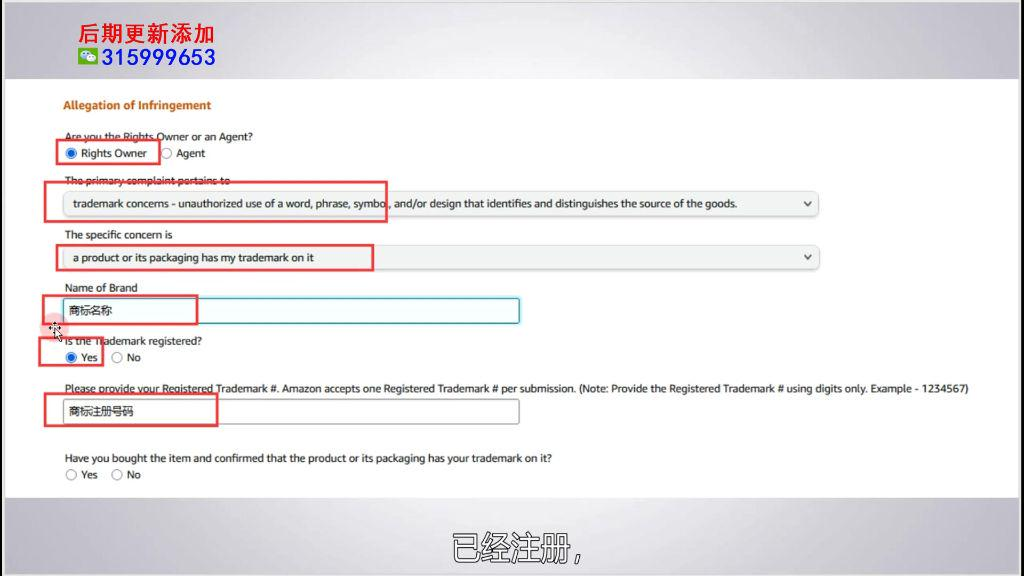 后期更新添加
315999653
Allegation of Infringement
Are you the Rights Owner or an Agent?
Rights Owner Agent
The primary complaint pertains to
trademark concerns - unauthorized use of a word, phrase, symbol, and/or design that identifies and distinguishes the source of the goods.
The specific concern is
a product or its packaging has my trademark on it
Name of Brand
商标名称
Is the Trademark registered?
Yes No
Please provide your Registered Trademark #. Amazon accepts one Registered Trademark # per submission. (Note: Provide the Registered Trademark # using digits only. Example - 1234567)
商标注册号码
Have you bought the item and confirmed that the product or its packaging has your trademark on it?
Yes No
已经注册，